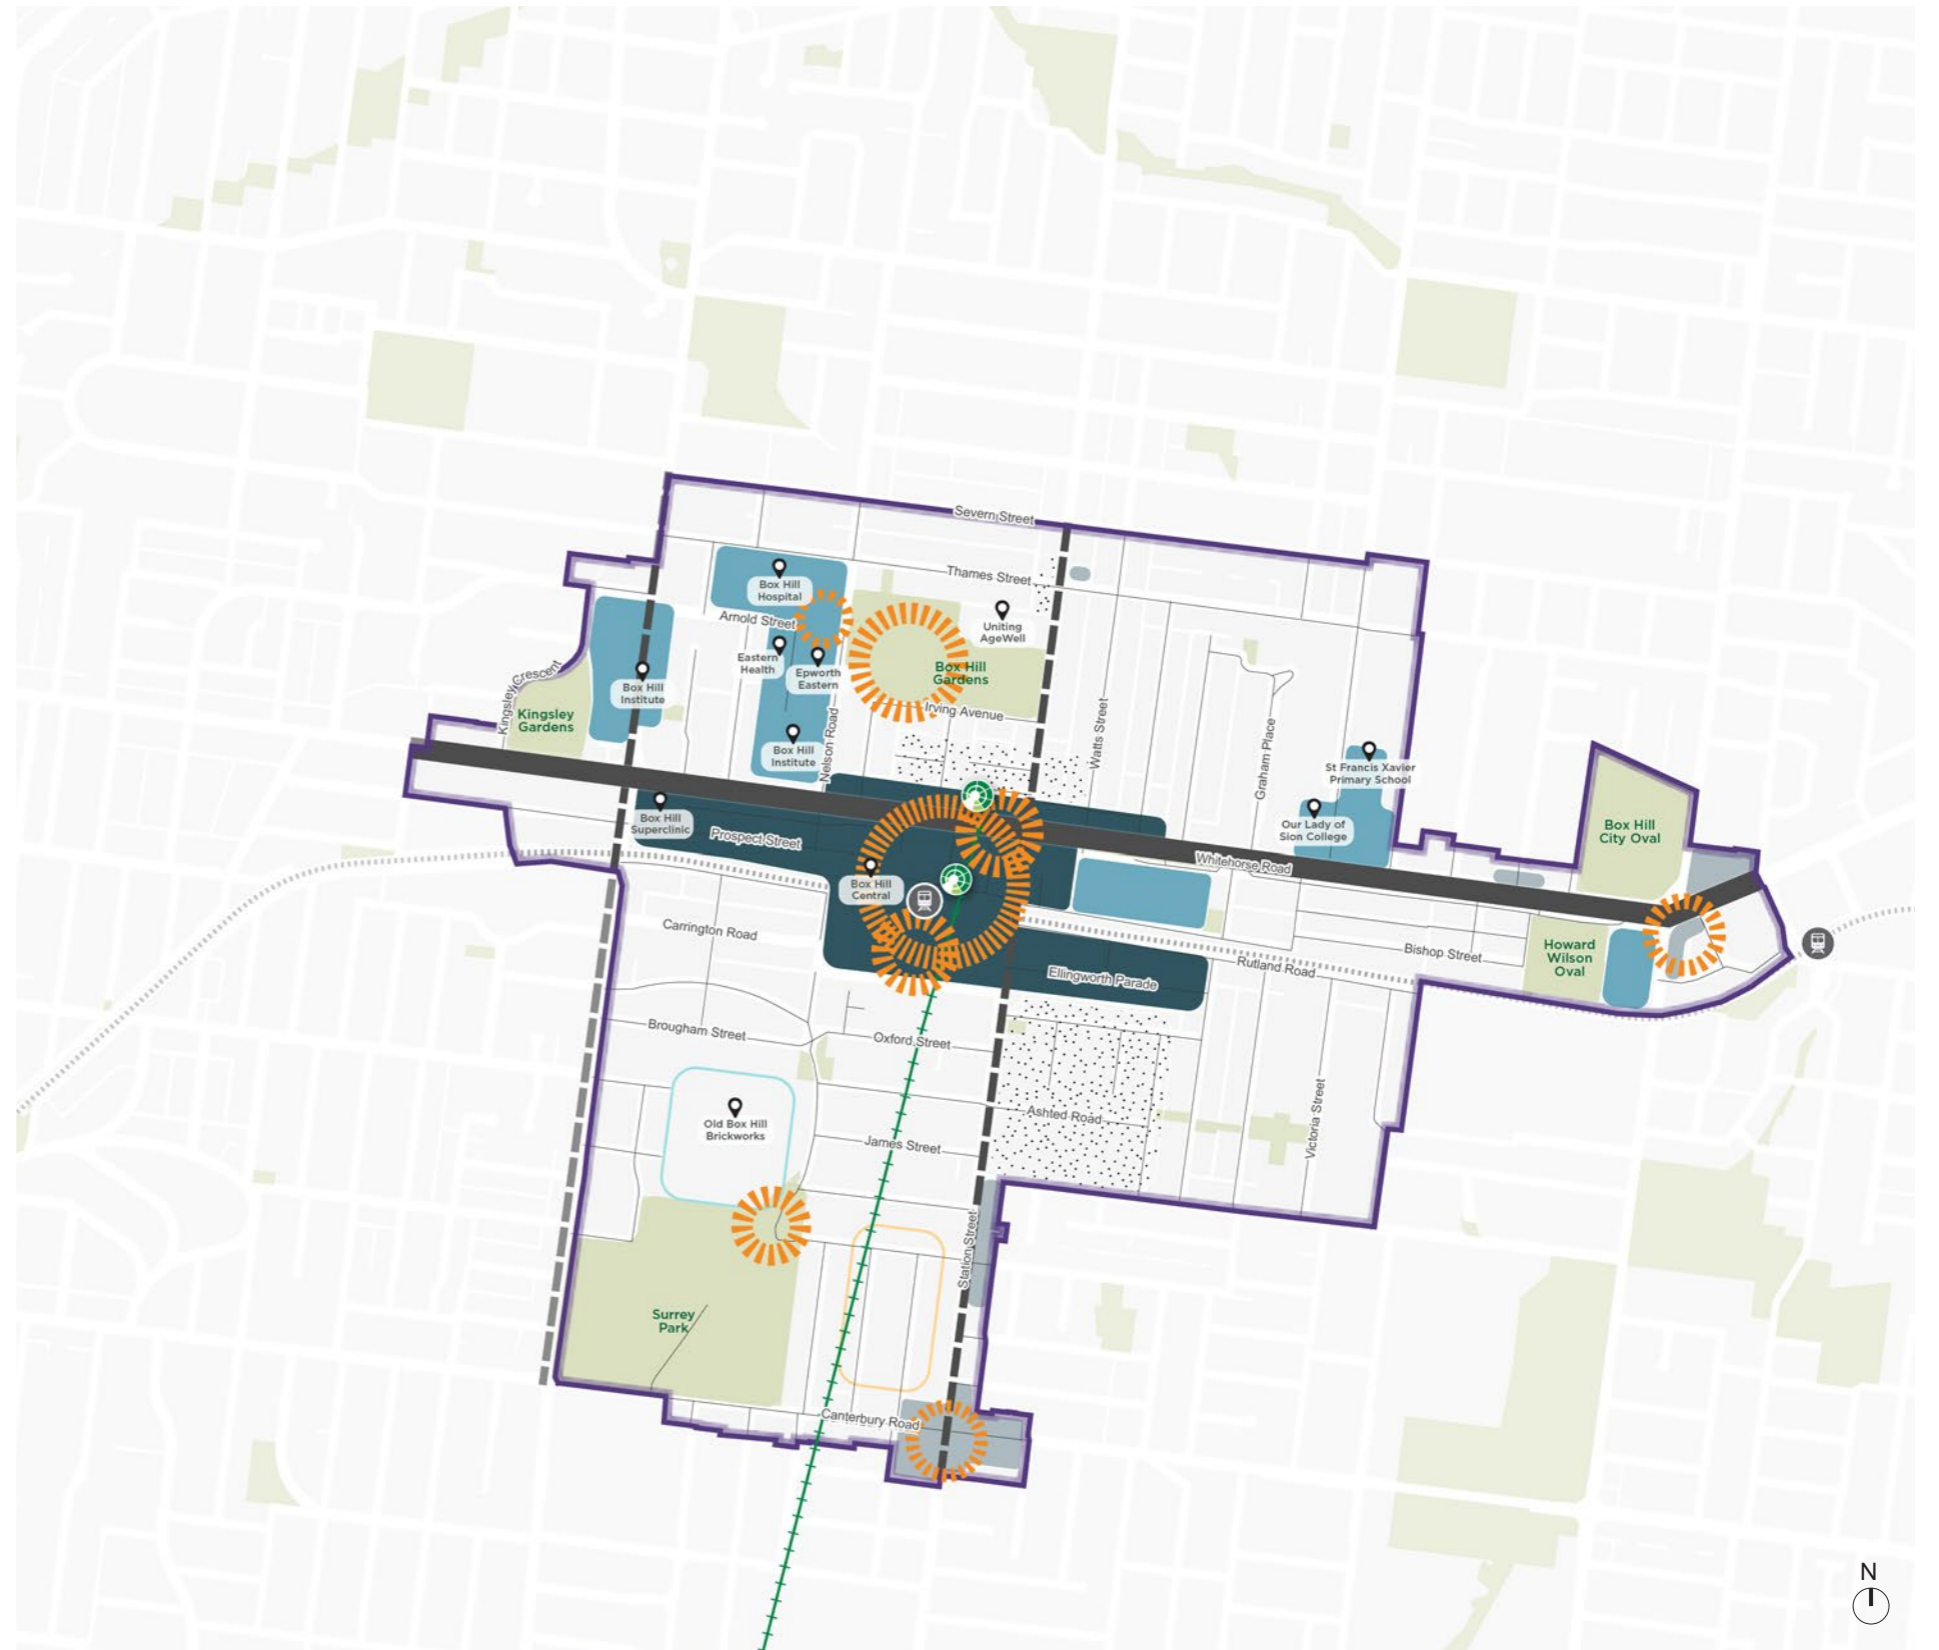 Severn Street
Thames Street
Box Hill
Hospital
Arnold Street
Uniting
AgeWell
Eastern
Health
Epworth
Eastern
Box Hill
Gardens
Kingsley Crescent
Box Hill
Institute
Kingsley
Gardens
Irving Avenue
Nelson Road
Watts Street
Graham Place
Box Hill
Institute
St Francis Xavier
Primary School
Box Hill
Superclinic
Our Lady of
Sion College
Box Hill
City Oval
Prospect Street
Whitehorse Road
Box Hill
Central
Carrington Road
Bishop Street
Howard
Wilson
Oval
Rutland Road
Ellingworth Parade
Brougham Street
Oxford Street
Ashted Road
Victoria Street
Old Box Hill
Brickworks
James Street
Station Street
Surrey
Park
Canterbury Road
N